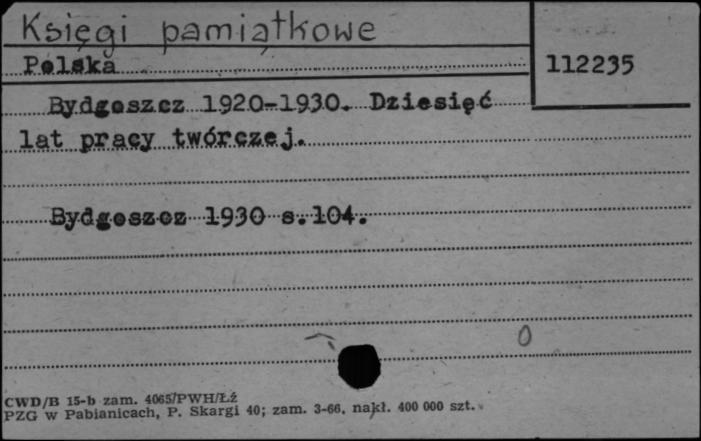 Księgi pamiątkowe
Polska
112235
Bydgoszcz 1920-1930. Dziesięć
lat pracy twórczej.
Bydgoszcz 1930 s. 104.
0
CWD/B 15-b zam. 4065/PWH/Łź
PZG w Pabianicach, P. Skargi 40; zam. 3-66. nakł. 400 000 szt.